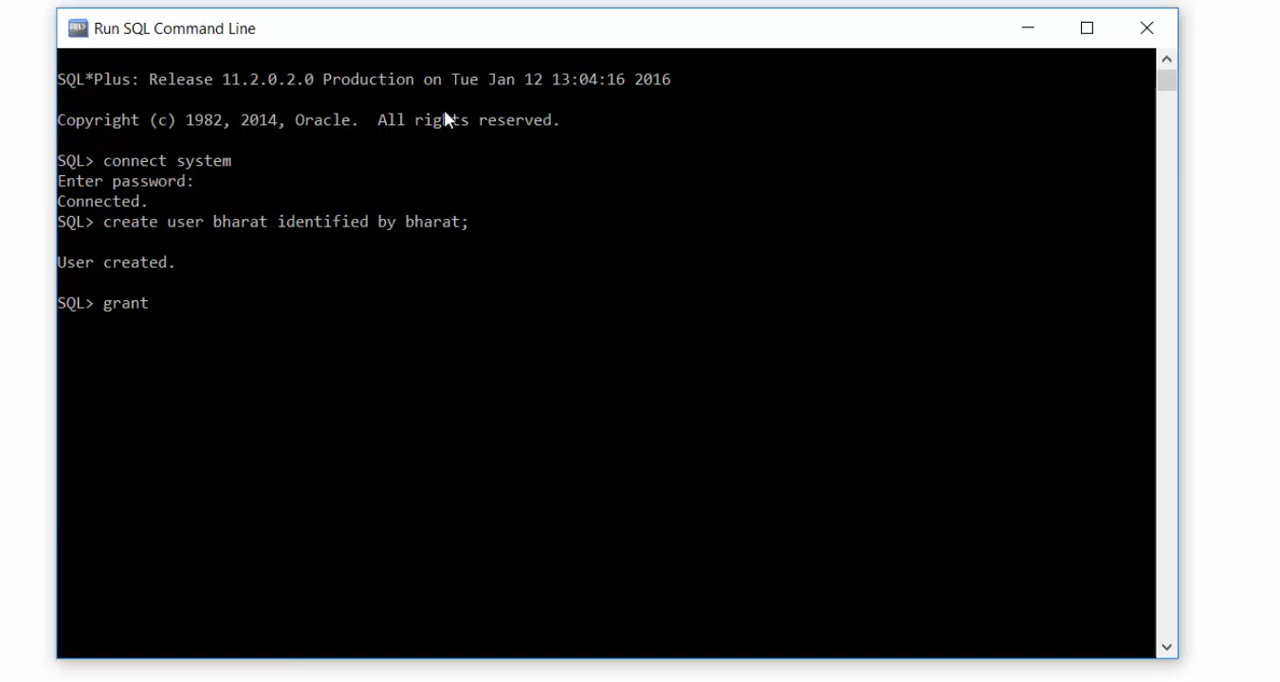 Run SQL Command Line
SQL*Plus: Release 11.2.0.2.0 Production on Tue Jan 12 13:04:16 2016
Copyright (c) 1982, 2014, Oracle.  All rights reserved.
SQL> connect system
Enter password:
Connected.
SQL> create user bharat identified by bharat;
User created.
SQL> grant